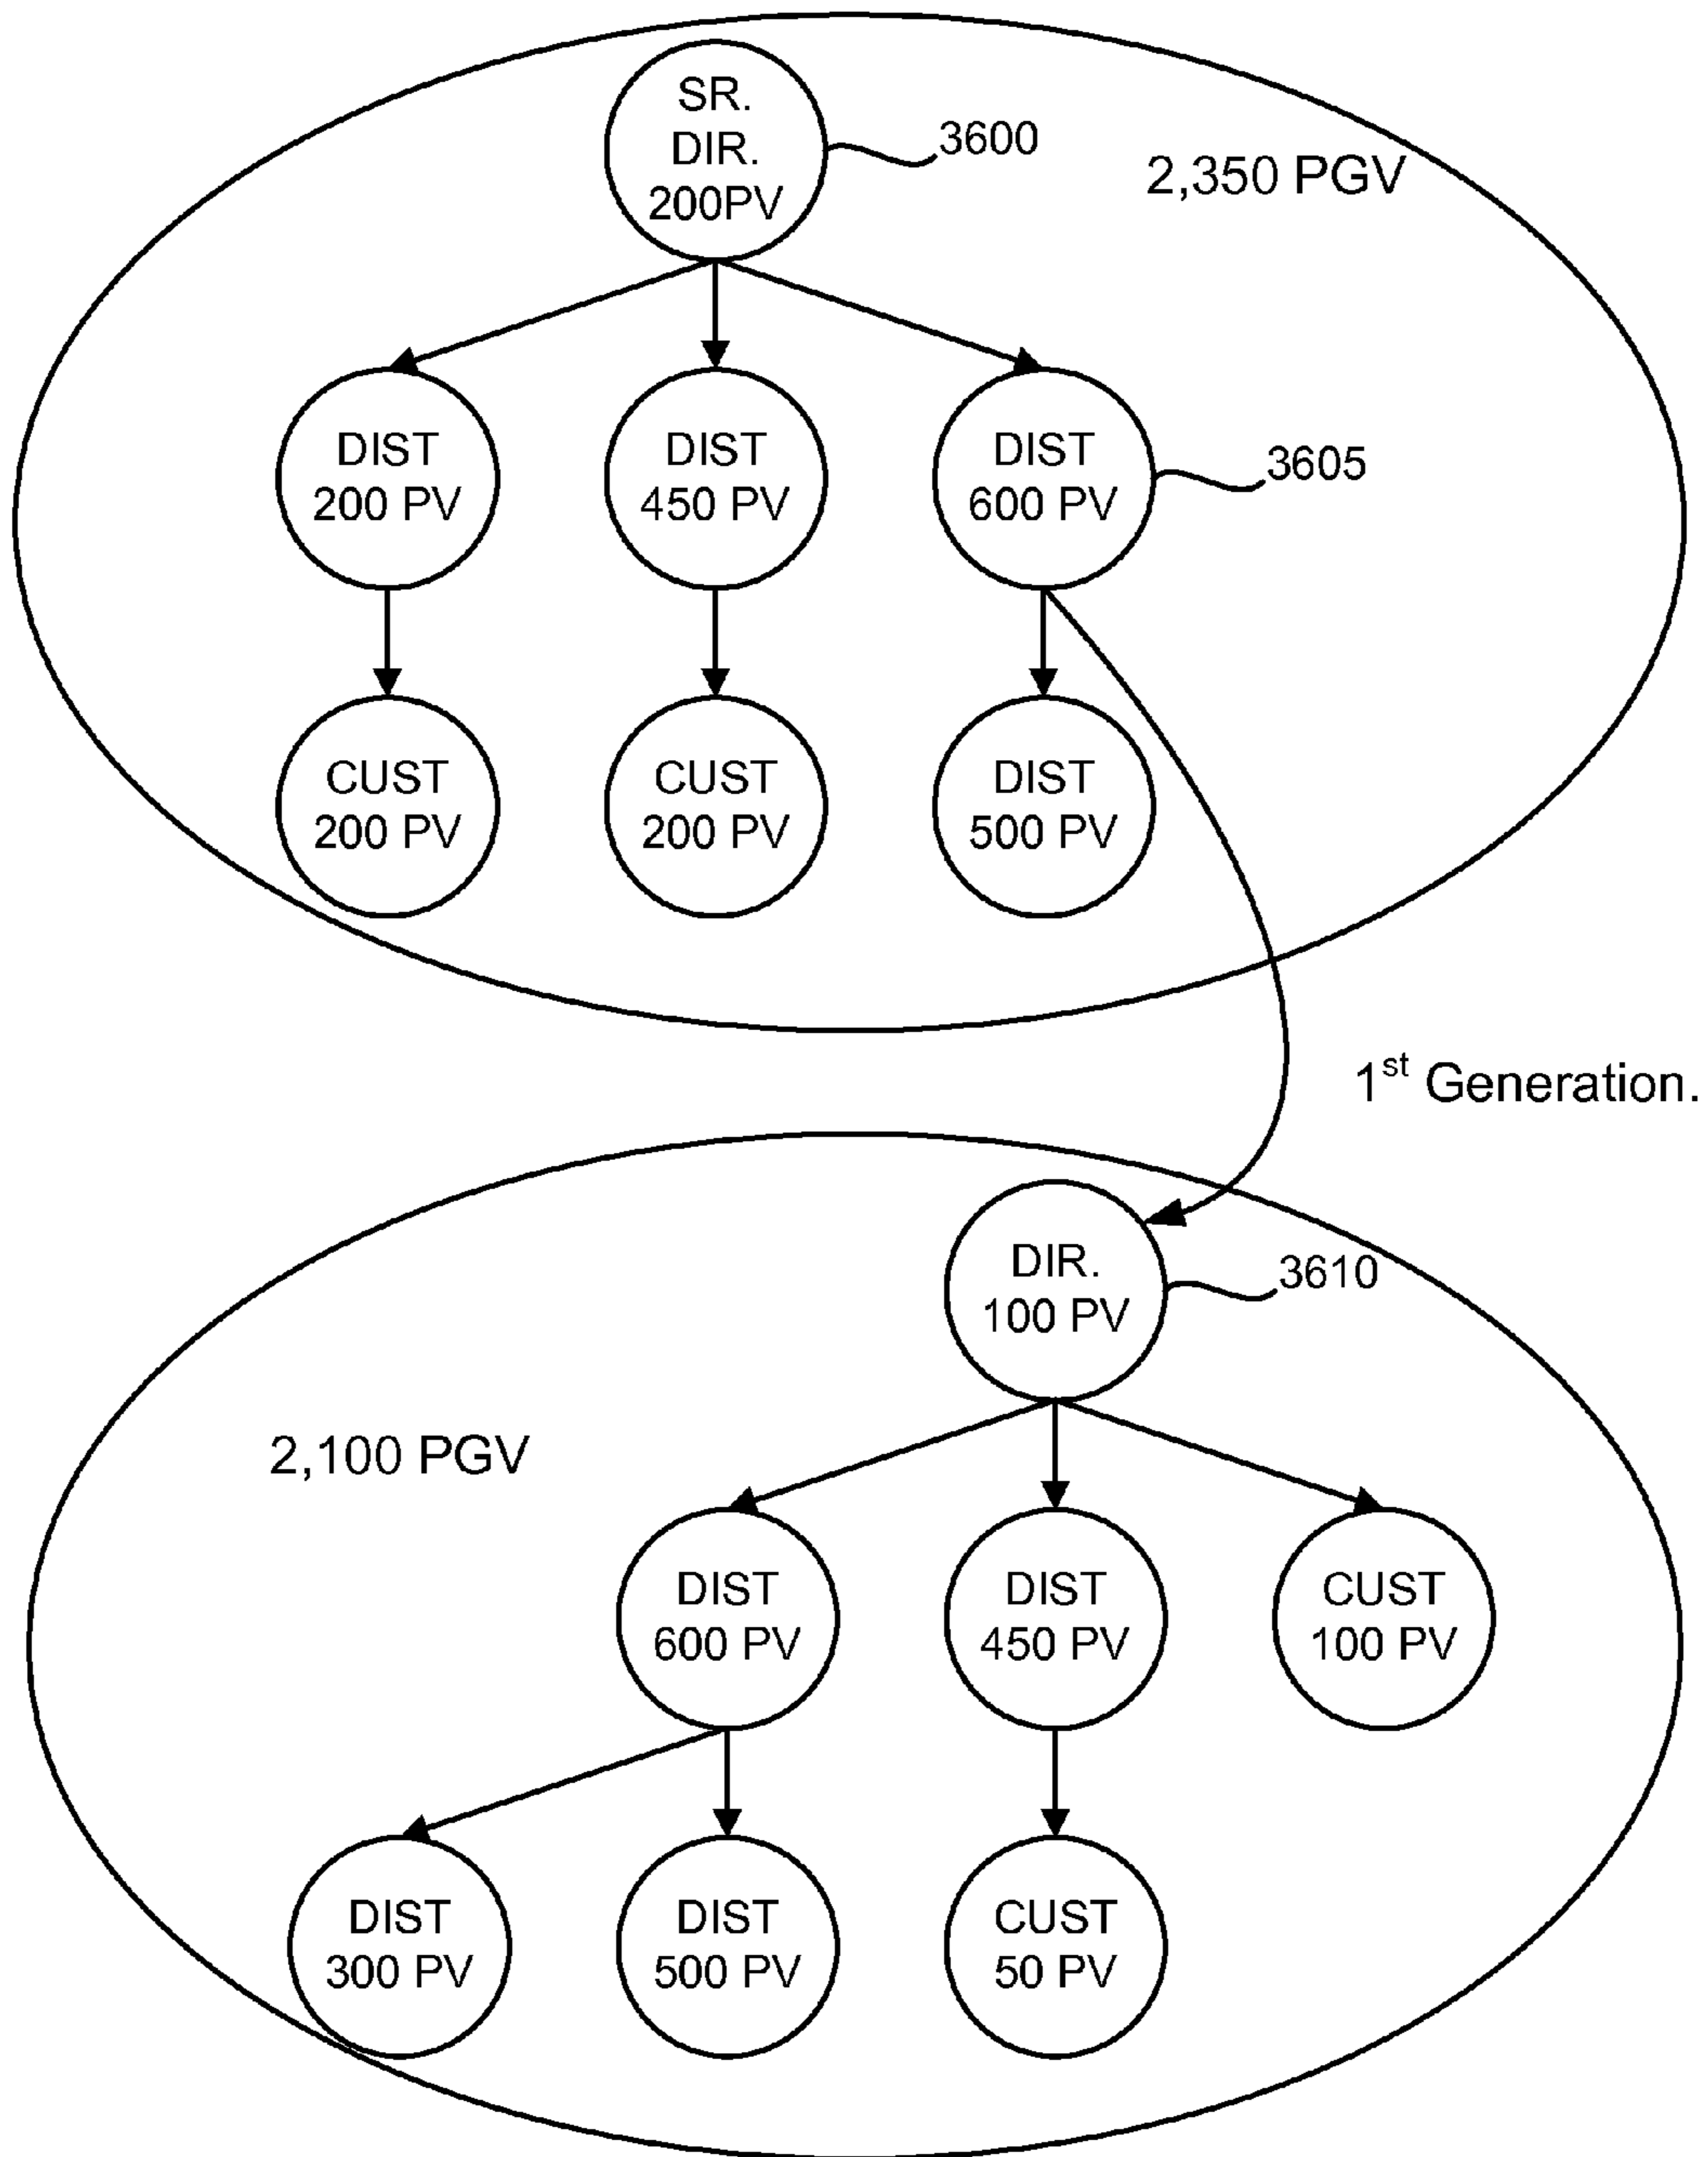 SR.
DIR.
200PV
3600
2,350 PGV
DIST
200 PV
DIST
450 PV
DIST
600 PV
3605
CUST
200 PV
CUST
200 PV
DIST
500 PV
1st Generation.
DIR.
100 PV
3610
2,100 PGV
DIST
600 PV
DIST
450 PV
CUST
100 PV
DIST
300 PV
DIST
500 PV
CUST
50 PV